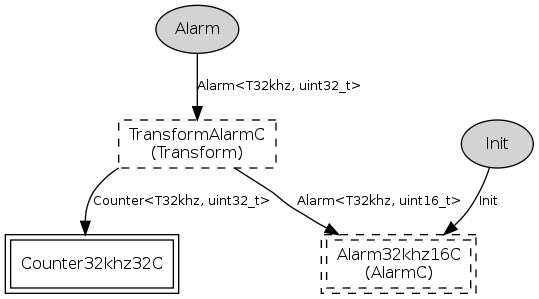 Alarm
Alarm<T32khz, uint32_t>
TransformAlarmC
(Transform)
Init
Counter<T32khz, uint32_t>
Alarm<T32khz, uint16_t>
Init
Counter32khz32C
Alarm32khz16C
(AlarmC)